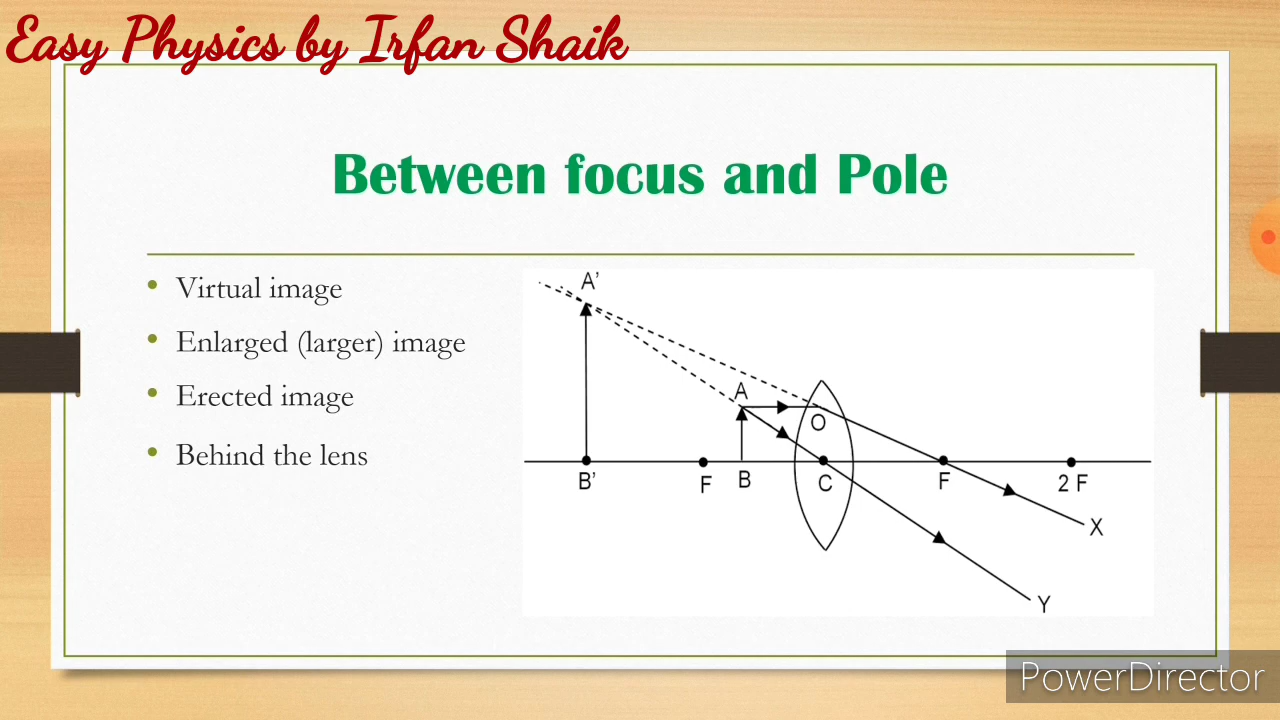 Easy Physics by Irfan Shaik
Between focus and Pole
• Virtual image
• Enlarged (larger) image
• Erected image
• Behind the lens
A’
A
O
B’
F
B
C
F
2 F
X
Y
PowerDirector